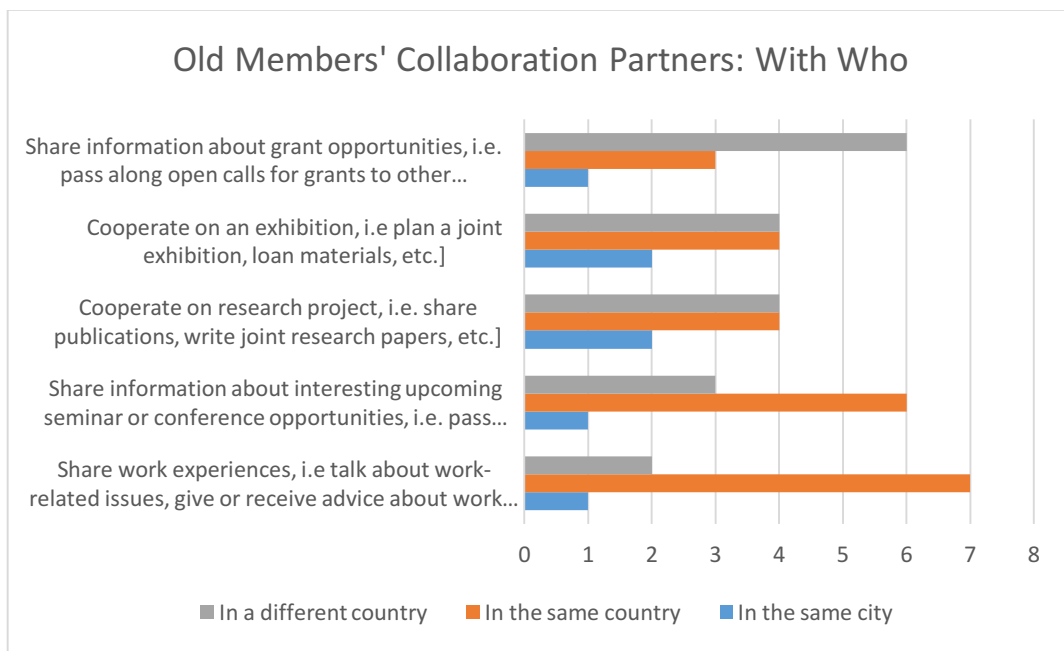 Old Members' Collaboration Partners: With Who
Share information about grant opportunities, i.e.
pass along open calls for grants to other...
Cooperate on an exhibition, i.e plan a joint
exhibition, loan materials, etc.]
Cooperate on research project, i.e. share
publications, write joint research papers, etc.]
Share information about interesting upcoming
seminar or conference opportunities, i.e. pass...
Share work experiences, i.e talk about work-
related issues, give or receive advice about work...
0 1 2 3 4 5 6 7 8
In a different country In the same country In the same city